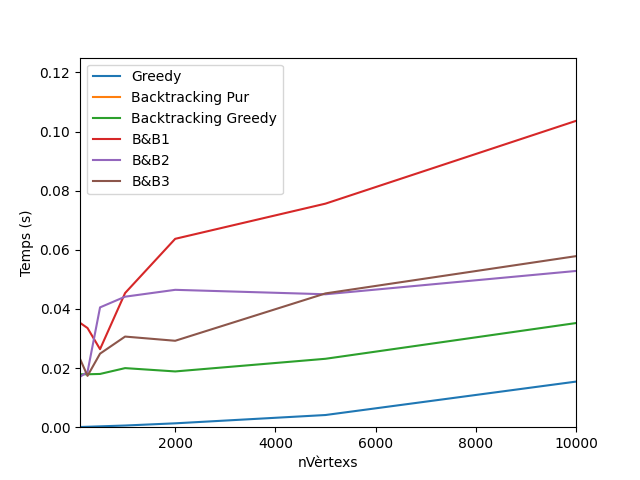 0.12
0.10
0.08
0.06
0.04
0.02
0.00
Temps (s)
Greedy
Backtracking Pur
Backtracking Greedy
B&B1
B&B2
B&B3
2000 4000 6000 8000 10000
nVèrtexs